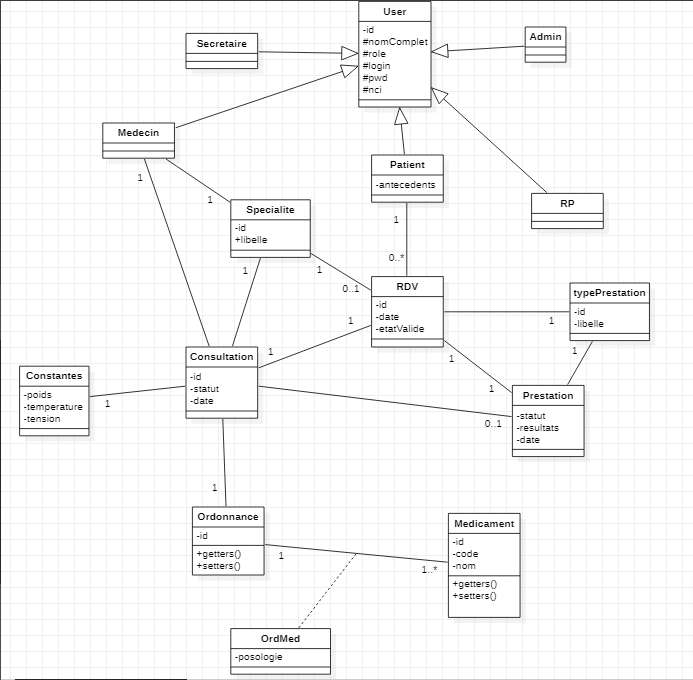 User
-id
#nomComplet
#role
#login
#pwd
#nci
Secretaire
Admin
Medecin
Patient
-antecedents
RP
1
1
Specialite
-id
+libelle
1
0..*
1
1
0..1
RDV
-id
-date
-etatValide
typePrestation
-id
-libelle
1
1
1
1
Consultation
-id
-statut
-date
1
1
Constantes
-poids
-temperature
-tension
1
Prestation
-statut
-resultats
-date
0..1
1
Ordonnance
-id
+getters()
+setters()
1
1..*
Medicament
-id
-code
-nom
+getters()
+setters()
OrdMed
-posologie